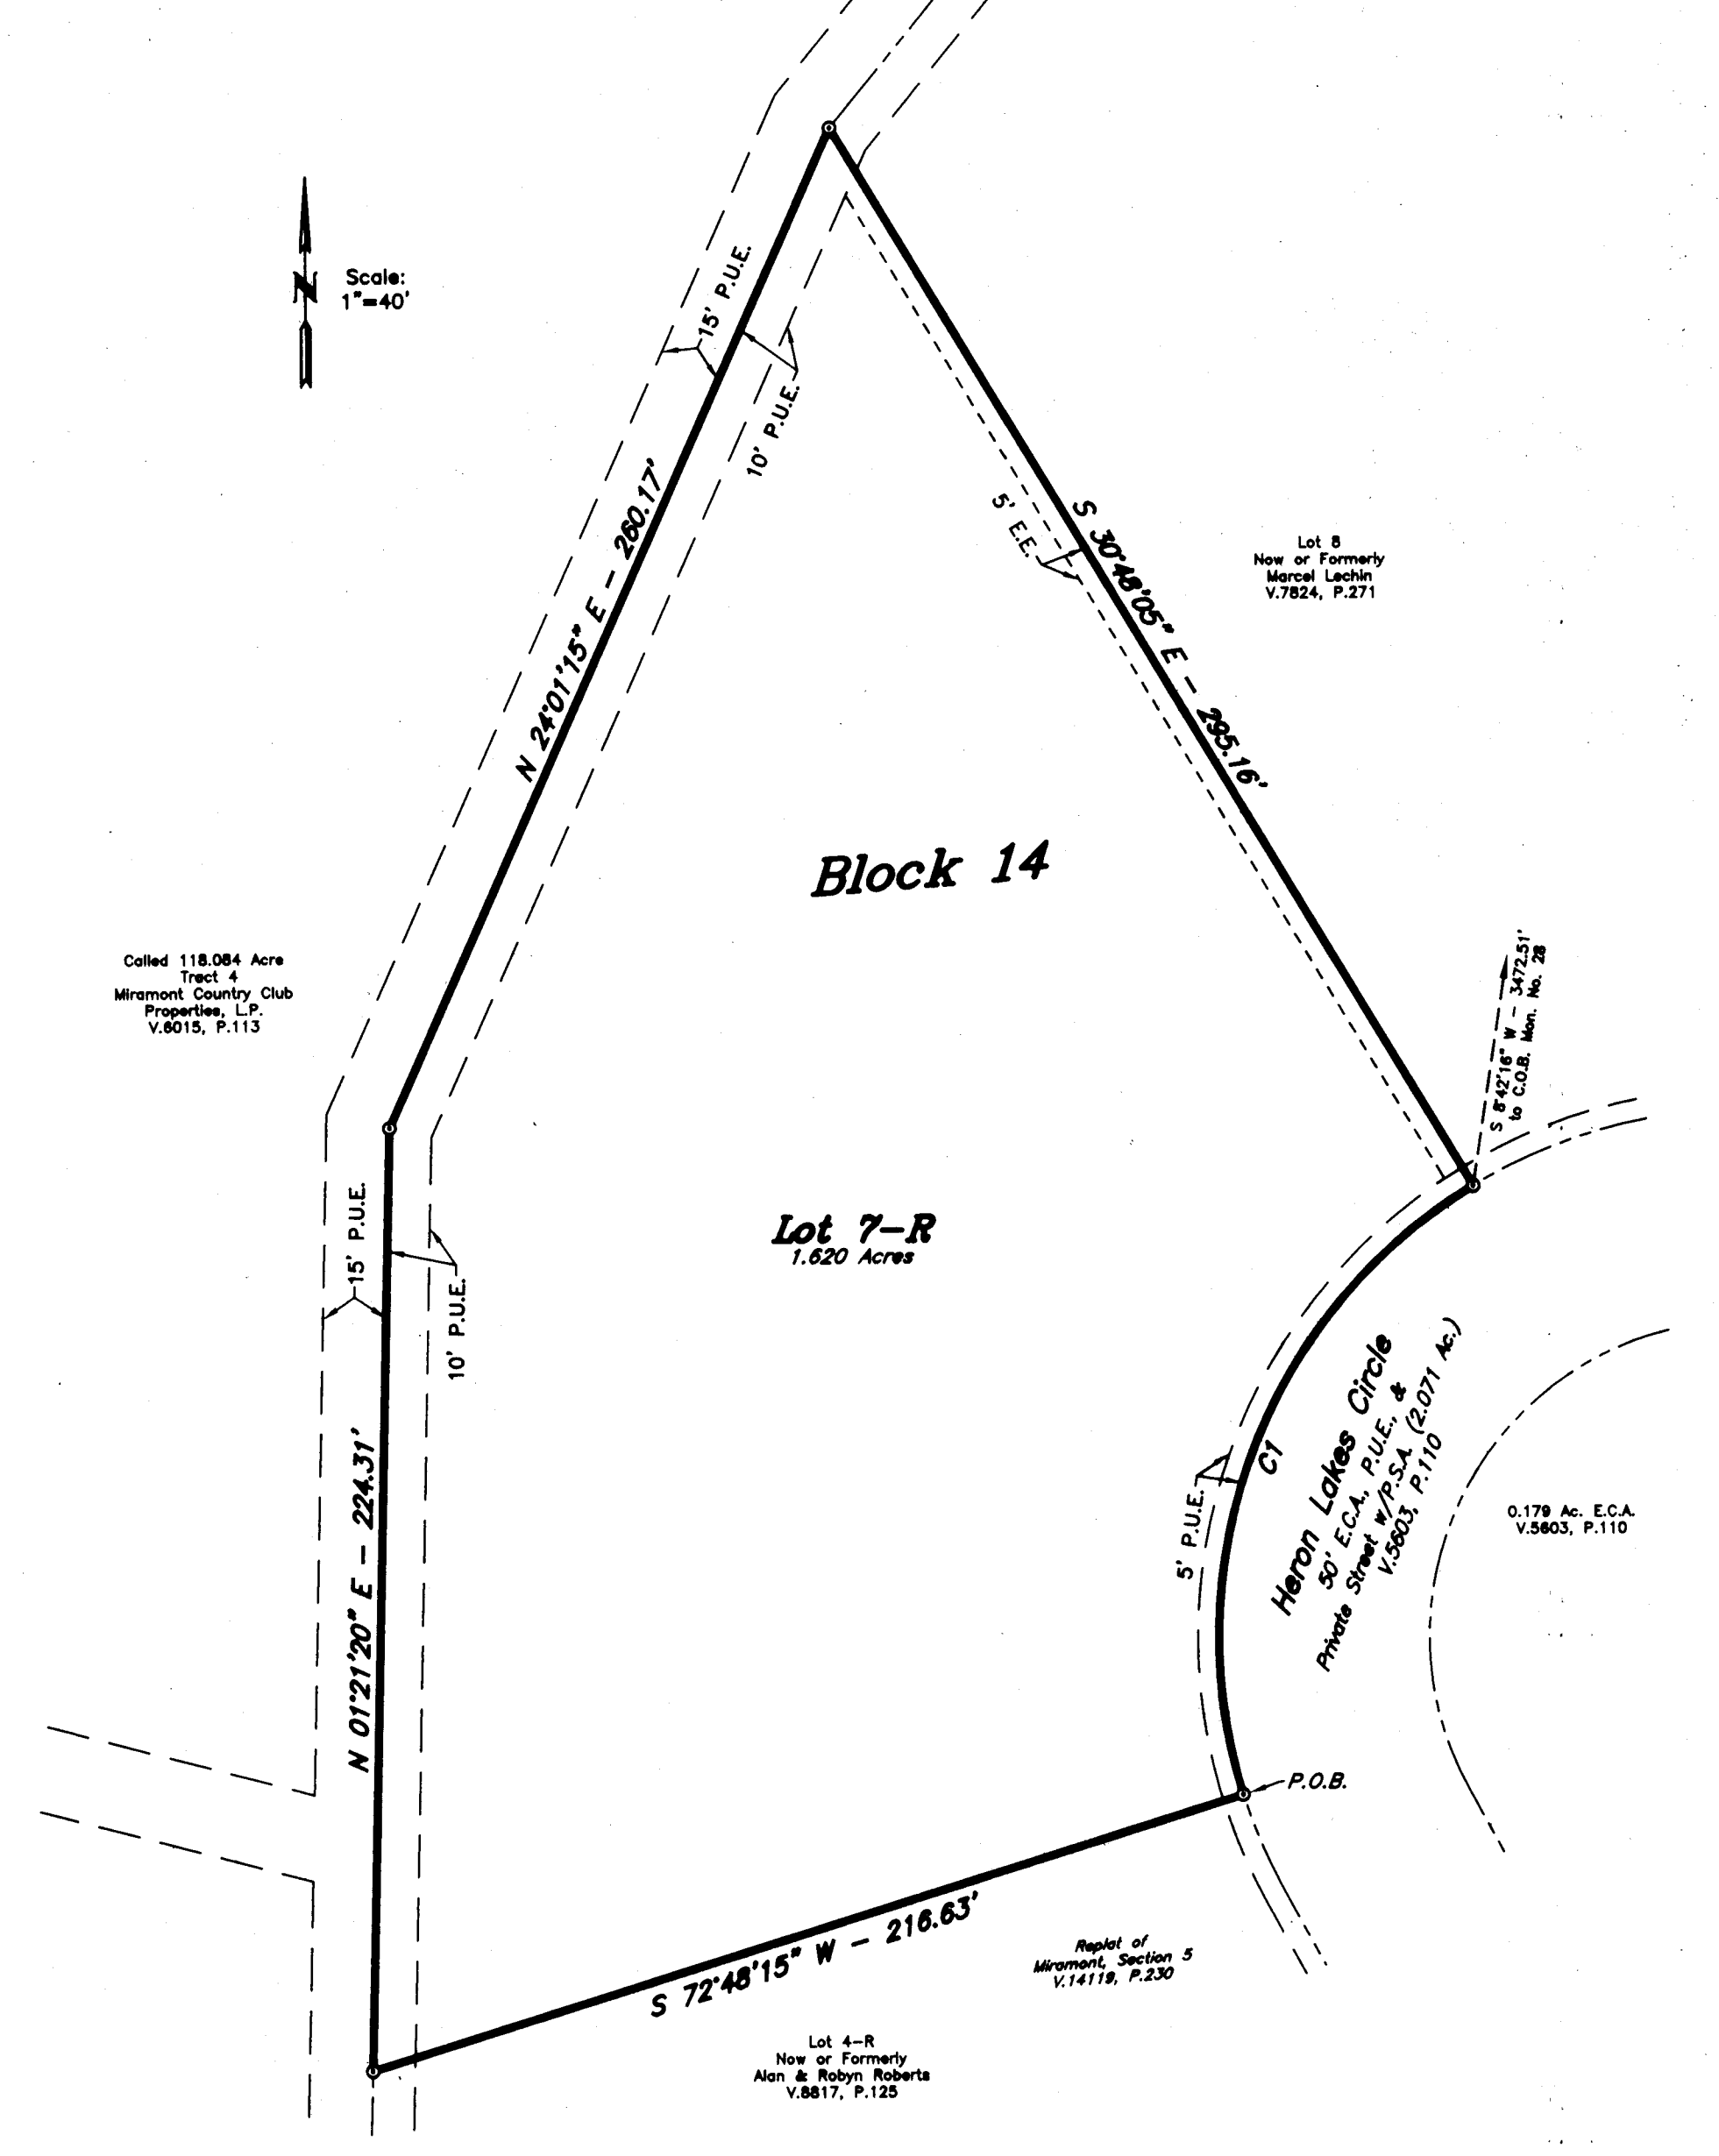 N
Scale:
1"=40'
15' P.U.E.
10' P.U.E.
N 24°01'15" E - 260.17'
5' E.E.
S 30°48'05" E - 295.16'
Lot 8
Now or Formerly
Marcel Lechin
V.7824, P.271
Block 14
Called 118.084 Acre
Tract 4
Miramont Country Club
Properties, L.P.
V.6015, P.113
S 8°42'16" W - 3472.51'
to C.O.B. Mon. No. 28
Lot 7-R
1.620 Acres
15' P.U.E.
10' P.U.E.
N 01°21'20" E - 224.31'
C1
5' P.U.E.
Heron Lakes Circle
50' E.C.A., P.U.E., &
Private Street w/P.S.A. (2.071 Ac.)
V.5603, P.110
0.179 Ac. E.C.A.
V.5603, P.110
P.O.B.
S 72°48'15" W - 216.63'
Replat of
Miramont, Section 5
V.14119, P.230
Lot 4-R
Now or Formerly
Alan & Robyn Roberts
V.8817, P.125